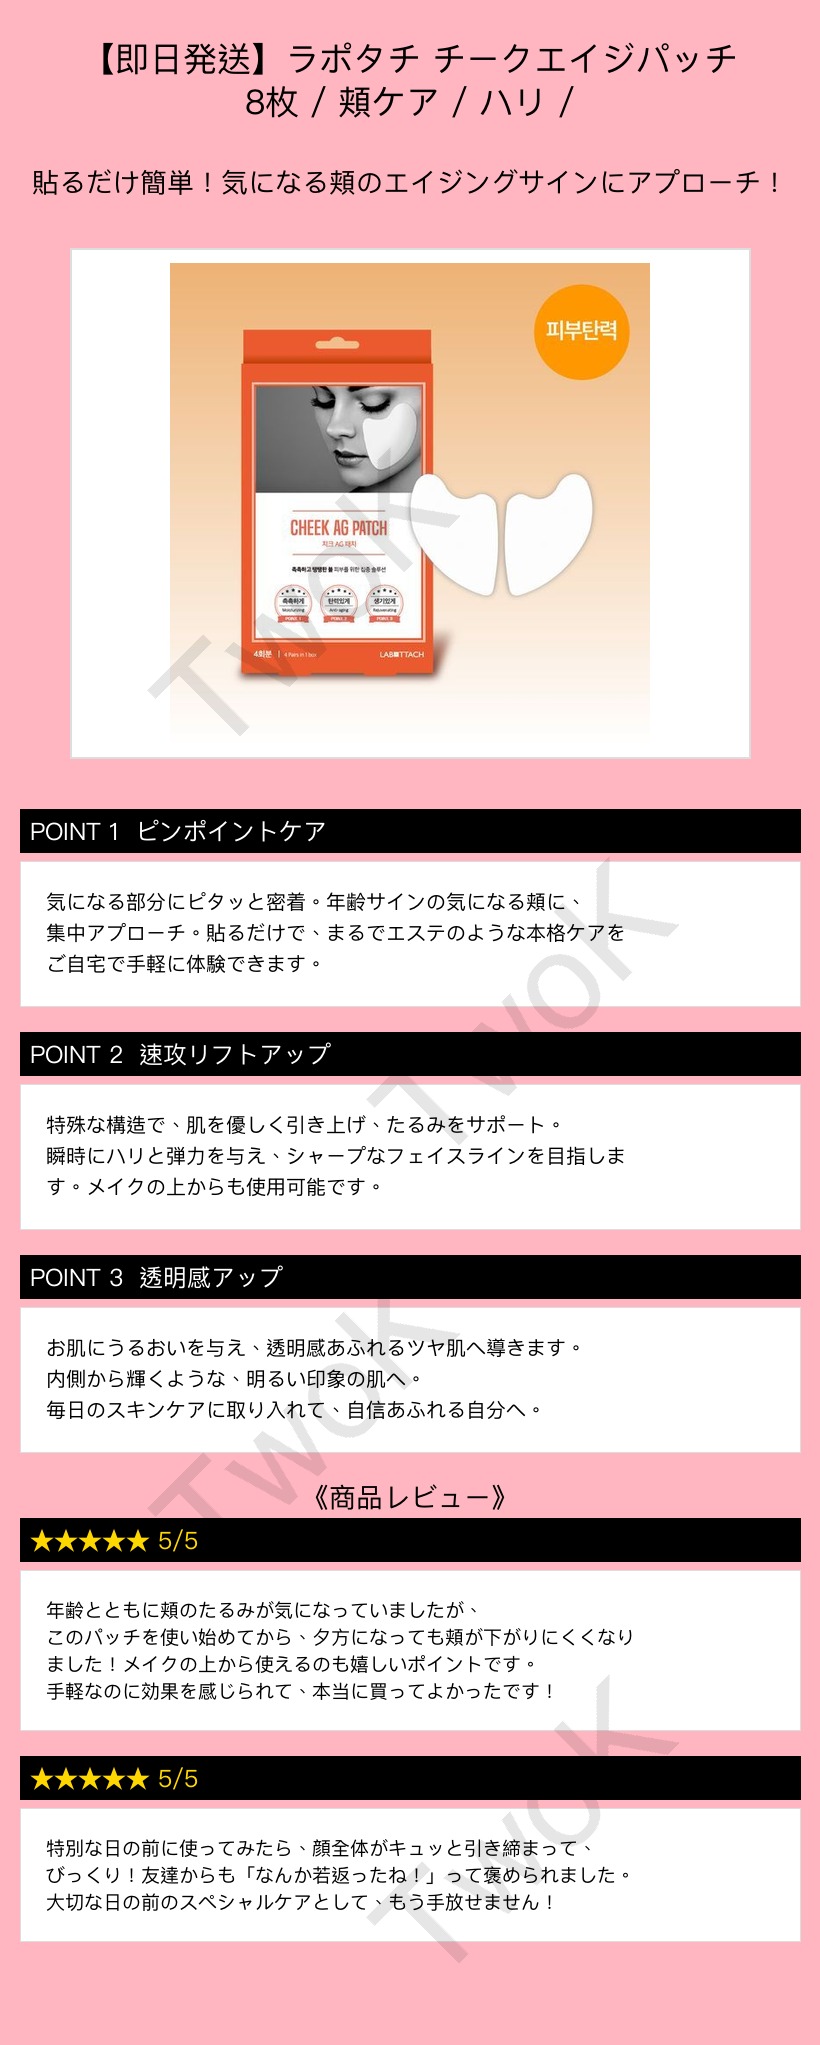 【即日発送】ラポタチ チークエイジパッチ
8枚 / 頬ケア / ハリ /
貼るだけ簡単！気になる頬のエイジングサインにアプローチ！
피부탄력
CHEEK AG PATCH
치크 AG 패치
촉촉하고 탱탱한 볼 피부를 위한 집중 솔루션
촉촉하게
Moisturizing
POINT 1
탄력있게
Anti-aging
POINT 2
생기있게
Rejuvenating
POINT 3
4회분 | 4 Pairs in 1 box
LAB■TTACH
TwoK
POINT 1 ピンポイントケア
気になる部分にピタッと密着。年齢サインの気になる頬に、
集中アプローチ。貼るだけで、まるでエステのような本格ケアを
ご自宅で手軽に体験できます。
TwoK
POINT 2 速攻リフトアップ
特殊な構造で、肌を優しく引き上げ、たるみをサポート。
瞬時にハリと弾力を与え、シャープなフェイスラインを目指しま
す。メイクの上からも使用可能です。
POINT 3 透明感アップ
お肌にうるおいを与え、透明感あふれるツヤ肌へ導きます。
内側から輝くような、明るい印象の肌へ。
毎日のスキンケアに取り入れて、自信あふれる自分へ。
TwoK
《商品レビュー》
★★★★★ 5/5
年齢とともに頬のたるみが気になっていましたが、
このパッチを使い始めてから、夕方になっても頬が下がりにくくなり
ました！メイクの上から使えるのも嬉しいポイントです。
手軽なのに効果を感じられて、本当に買ってよかったです！
★★★★★ 5/5
特別な日の前に使ってみたら、顔全体がキュッと引き締まって、
びっくり！友達からも「なんか若返ったね！」って褒められました。
大切な日の前のスペシャルケアとして、もう手放せません！
TwoK